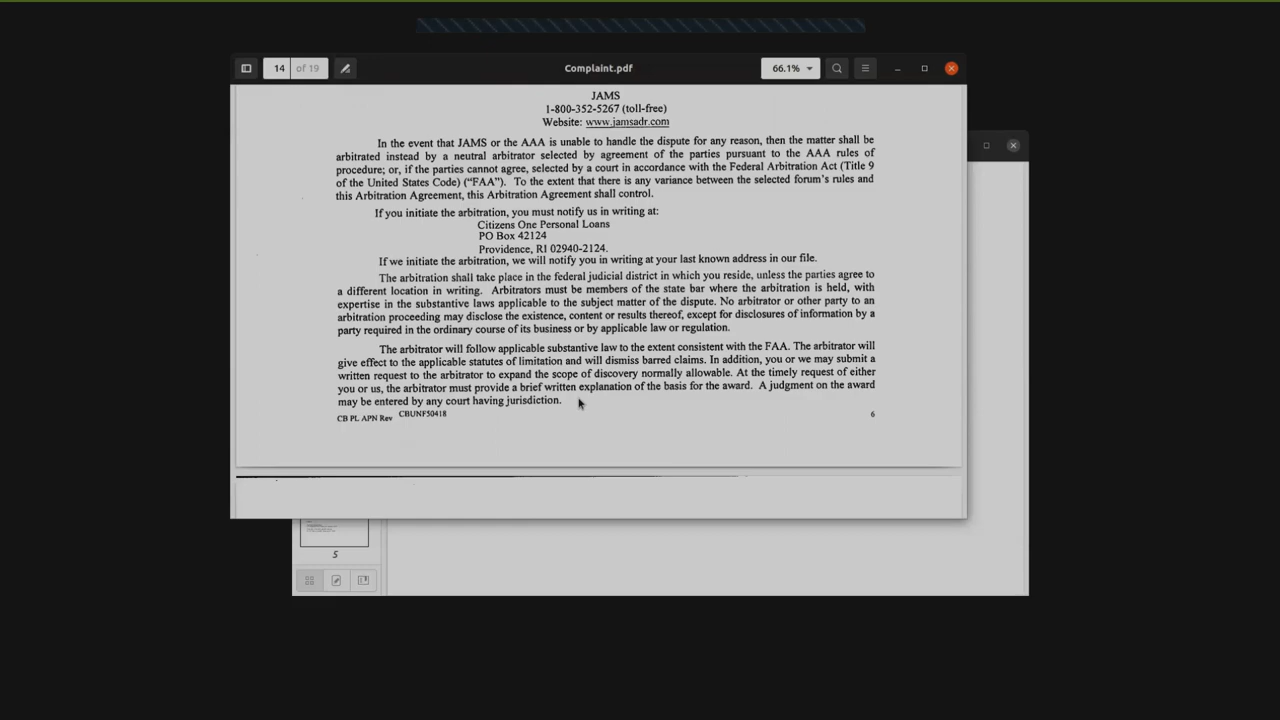 14
of 19
Complaint.pdf
66.1%
JAMS
1-800-352-5267 (toll-free)
Website: www.jamsadr.com
In the event that JAMS or the AAA is unable to handle the dispute for any reason, then the matter shall be
arbitrated instead by a neutral arbitrator selected by agreement of the parties pursuant to the AAA rules of
procedure; or, if the parties cannot agree, selected by a court in accordance with the Federal Arbitration Act (Title 9
of the United States Code) ("FAA"). To the extent that there is any variance between the selected forum's rules and
this Arbitration Agreement, this Arbitration Agreement shall control.
If you initiate the arbitration, you must notify us in writing at:
Citizens One Personal Loans
PO Box 42124
Providence, RI 02940-2124.
If we initiate the arbitration, we will notify you in writing at your last known address in our file.
The arbitration shall take place in the federal judicial district in which you reside, unless the parties agree to
a different location in writing. Arbitrators must be members of the state bar where the arbitration is held, with
expertise in the substantive laws applicable to the subject matter of the dispute. No arbitrator or other party to an
arbitration proceeding may disclose the existence, content or results thereof, except for disclosures of information by a
party required in the ordinary course of its business or by applicable law or regulation.
The arbitrator will follow applicable substantive law to the extent consistent with the FAA. The arbitrator will
give effect to the applicable statutes of limitation and will dismiss barred claims. In addition, you or we may submit a
written request to the arbitrator to expand the scope of discovery normally allowable. At the timely request of either
you or us, the arbitrator must provide a brief written explanation of the basis for the award. A judgment on the award
may be entered by any court having jurisdiction.
CB PL APN Rev CBUNF50418 6
5